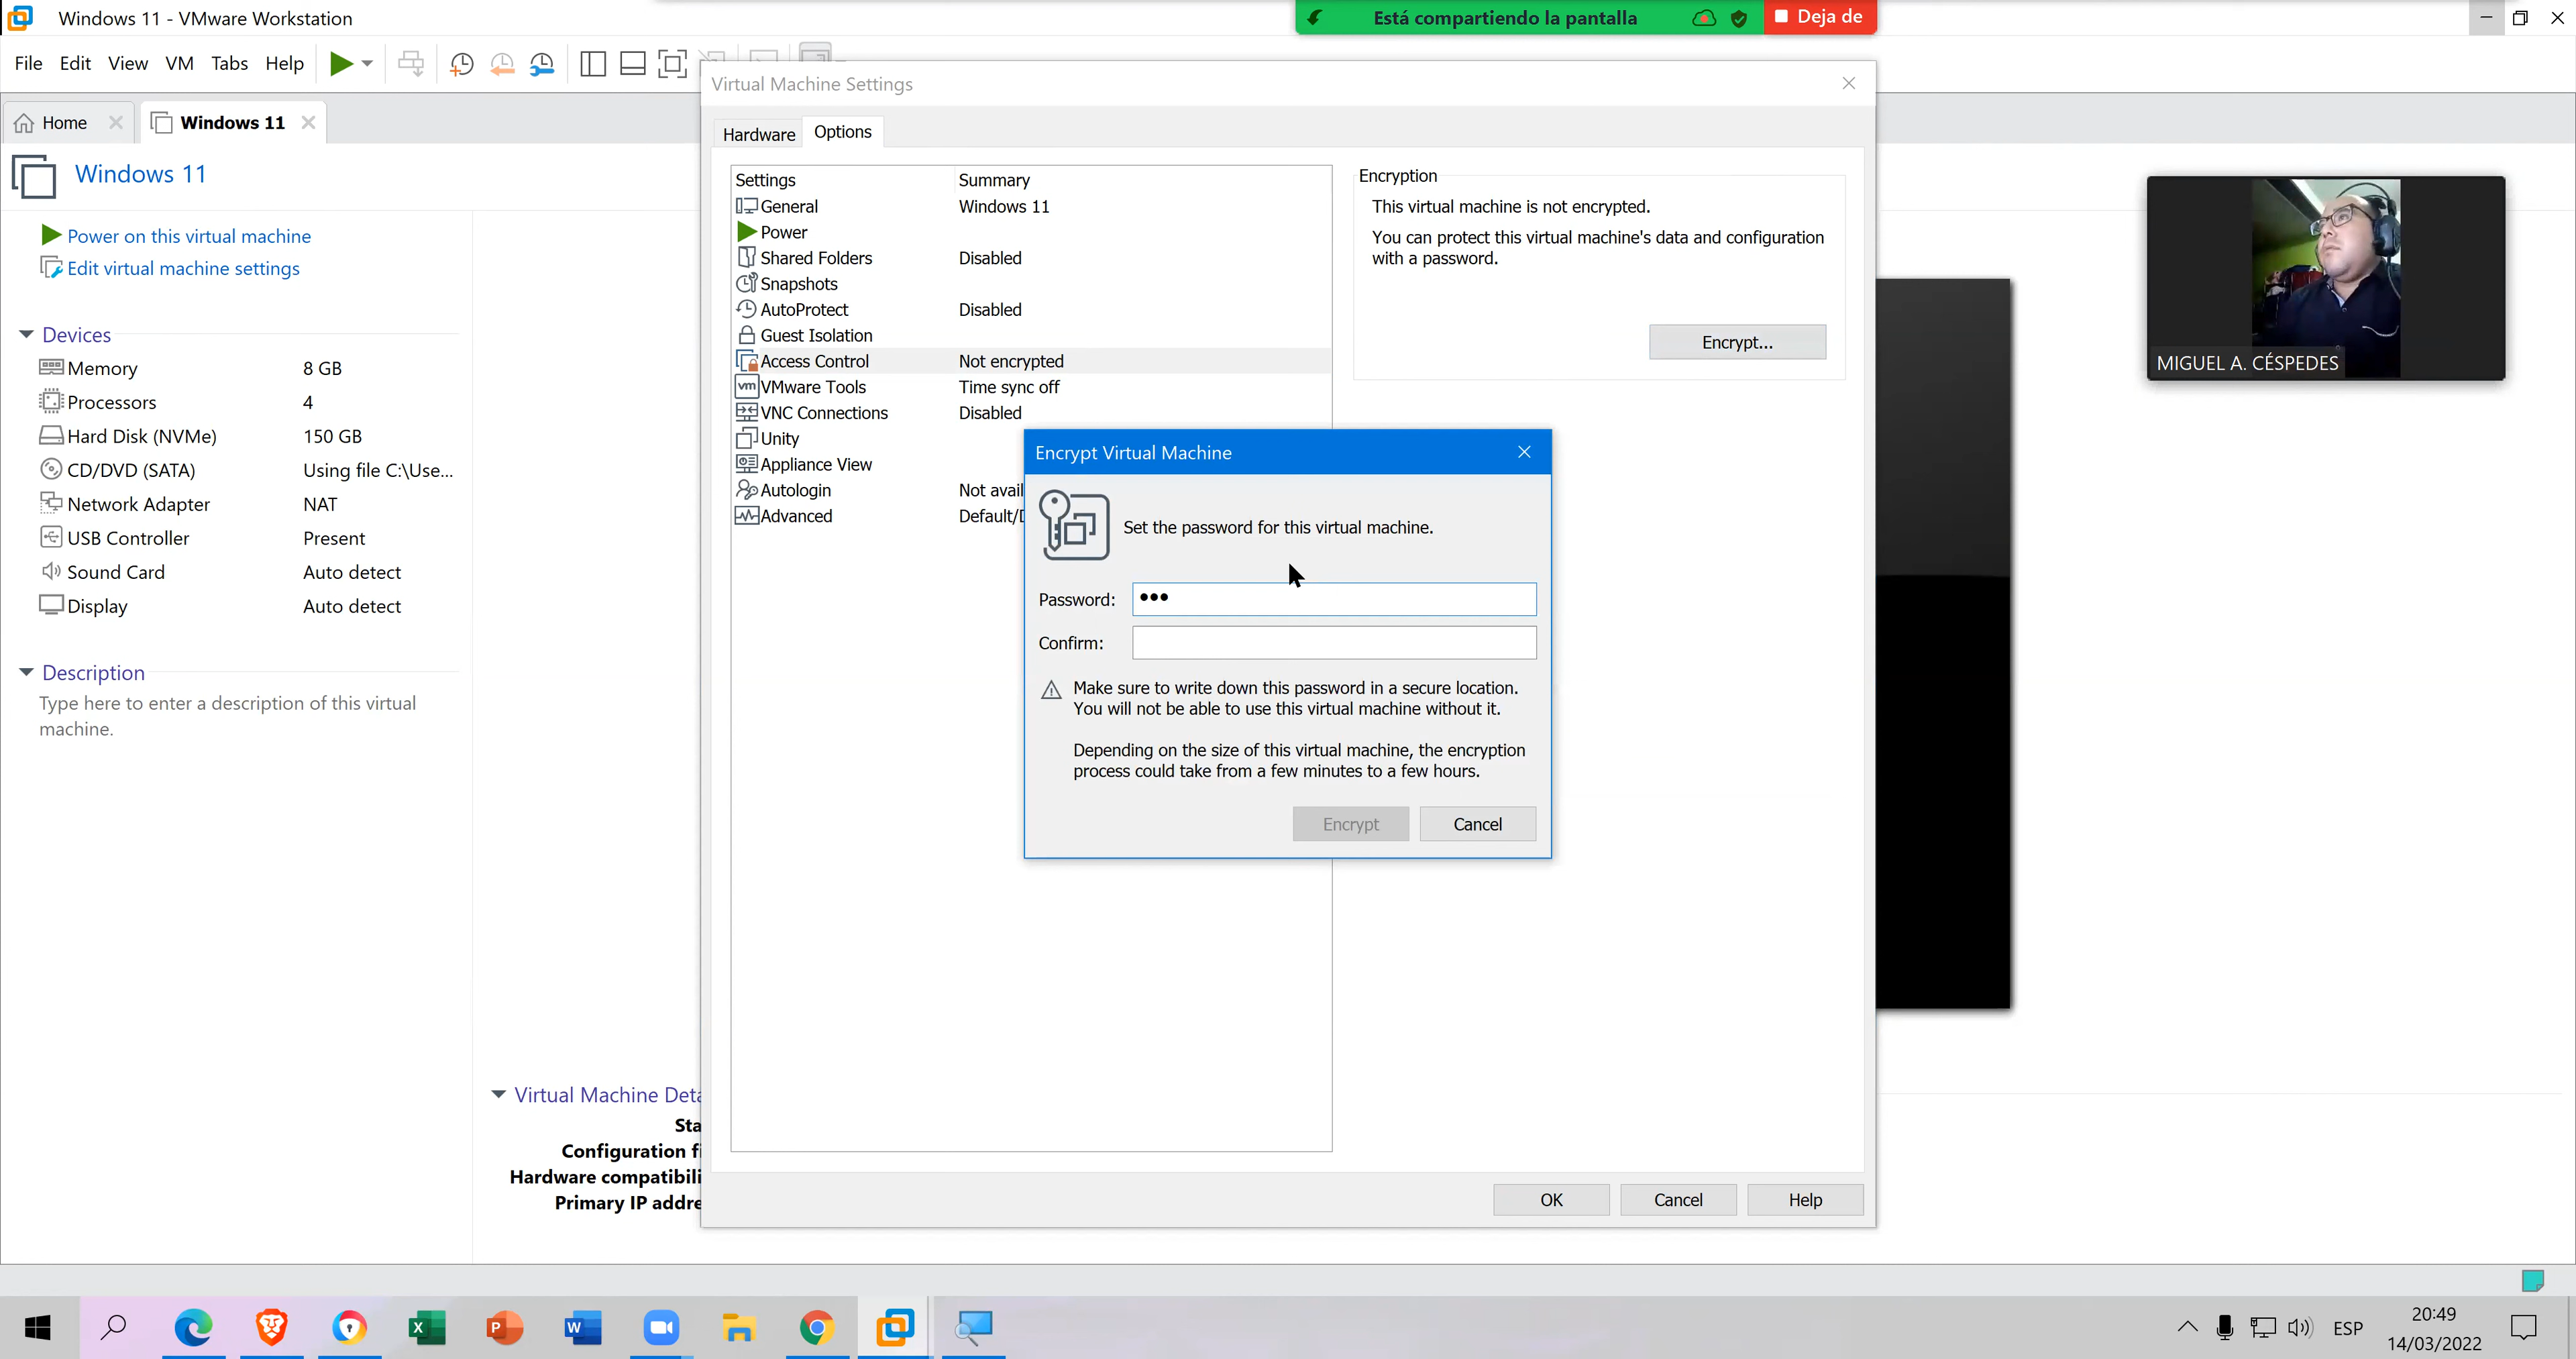 Windows 11 - VMware Workstation
Está compartiendo la pantalla
Deja de
File Edit View VM Tabs Help
Home
Windows 11
Windows 11
Power on this virtual machine
Edit virtual machine settings
Devices
Memory 8 GB
Processors 4
Hard Disk (NVMe) 150 GB
CD/DVD (SATA) Using file C:\Use...
Network Adapter NAT
USB Controller Present
Sound Card Auto detect
Display Auto detect
Description
Type here to enter a description of this virtual
machine.
Virtual Machine Deta
Sta
Configuration fi
Hardware compatibili
Primary IP addre
Virtual Machine Settings
Hardware Options
Settings Summary
General Windows 11
Power
Shared Folders Disabled
Snapshots
AutoProtect Disabled
Guest Isolation
Access Control Not encrypted
vm VMware Tools Time sync off
VNC Connections Disabled
Unity
Appliance View
Autologin Not avail
Advanced Default/D
Encryption
This virtual machine is not encrypted.
You can protect this virtual machine's data and configuration
with a password.
Encrypt...
Encrypt Virtual Machine
Set the password for this virtual machine.
Password: •••
Confirm:
Make sure to write down this password in a secure location.
You will not be able to use this virtual machine without it.
Depending on the size of this virtual machine, the encryption
process could take from a few minutes to a few hours.
Encrypt Cancel
OK Cancel Help
MIGUEL A. CÉSPEDES
ESP
20:49
14/03/2022